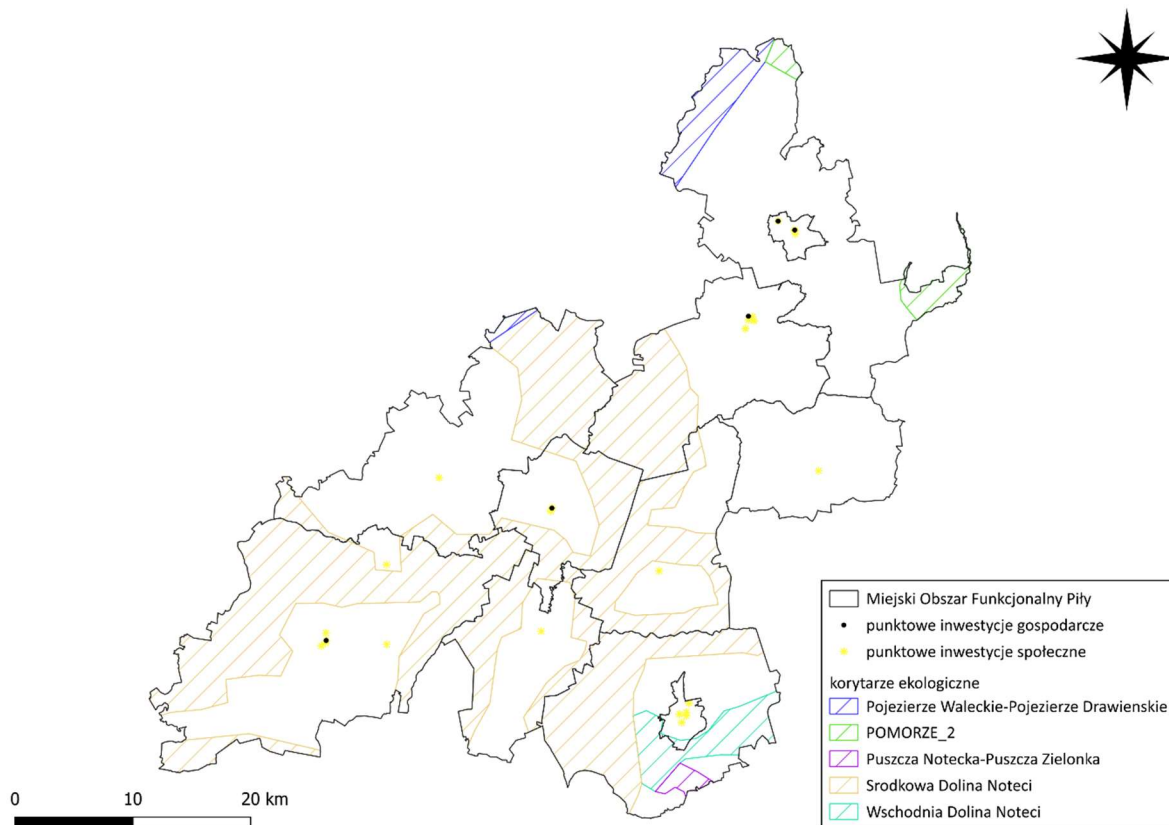 Miejski Obszar Funkcjonalny Piły
punktowe inwestycje gospodarcze
punktowe inwestycje społeczne
korytarze ekologiczne
Pojezierze Waleckie-Pojezierze Drawienskie
POMORZE_2
Puszcza Notecka-Puszcza Zielonka
Srodkowa Dolina Noteci
Wschodnia Dolina Noteci
0 10 20 km